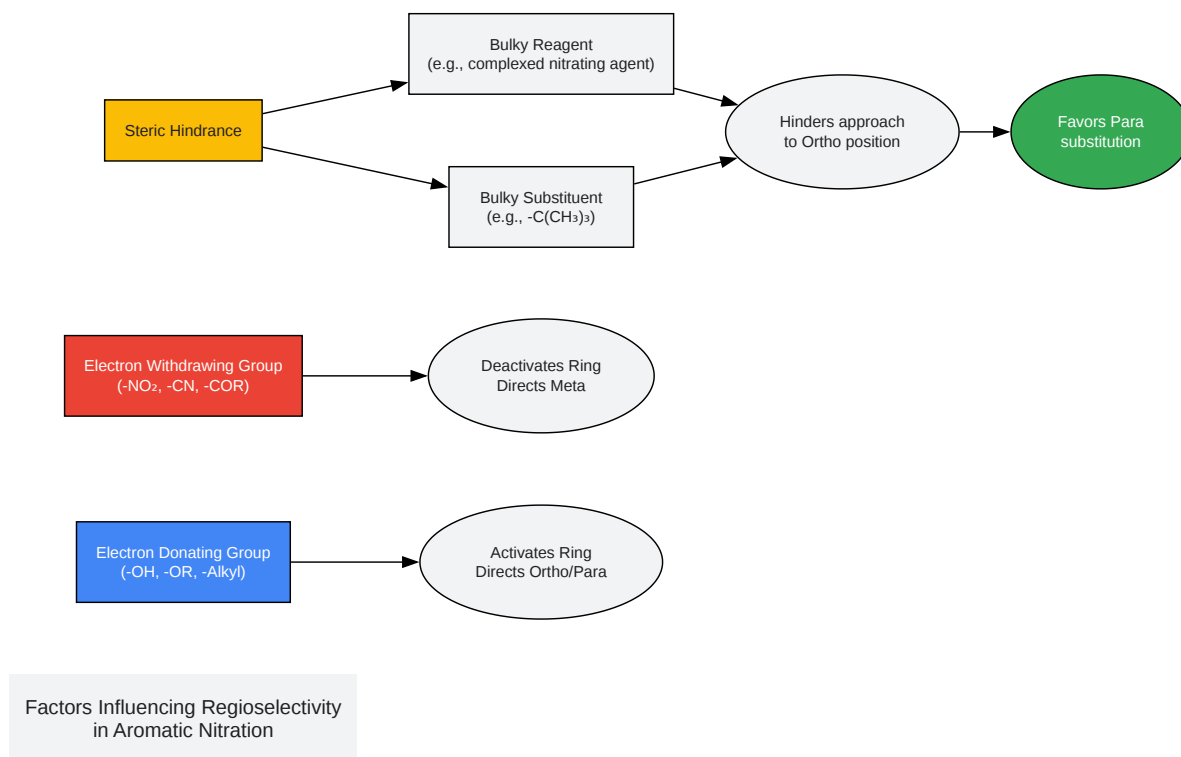 Bulky Reagent
(e.g., complexed nitrating agent)
Steric Hindrance
Hinders approach
to Ortho position
Favors Para
substitution
Bulky Substituent
(e.g., -C(CH₃)₃)
Electron Withdrawing Group
(-NO₂, -CN, -COR)
Deactivates Ring
Directs Meta
Electron Donating Group
(-OH, -OR, -Alkyl)
Activates Ring
Directs Ortho/Para
Factors Influencing Regioselectivity
in Aromatic Nitration